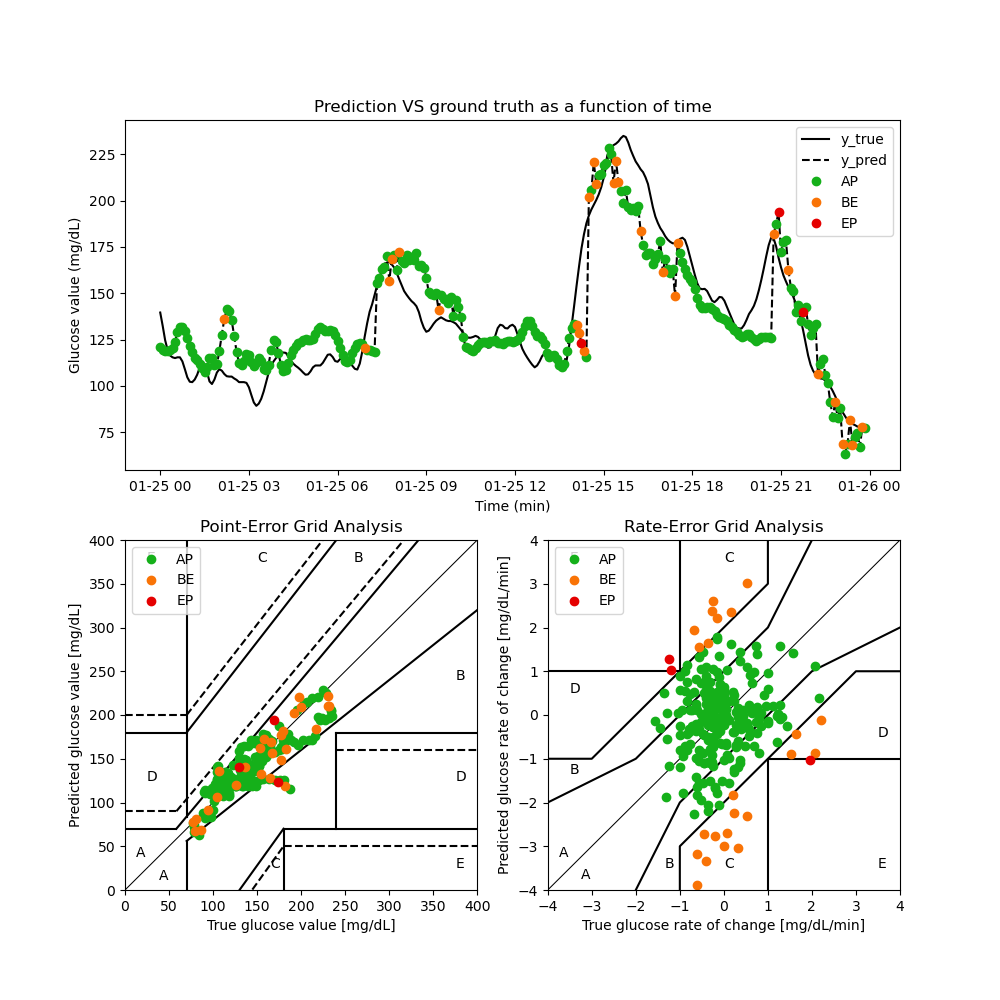 Prediction VS ground truth as a function of time
Glucose value (mg/dL)
225
200
175
150
125
100
75
y_true
y_pred
AP
BE
EP
01-25 00 01-25 03 01-25 06 01-25 09 01-25 12 01-25 15 01-25 18 01-25 21 01-26 00
Time (min)
Point-Error Grid Analysis
Predicted glucose value [mg/dL]
400
350
300
250
200
150
100
50
0
AP
BE
EP
C
B
B
D
D
A
A
C
E
0 50 100 150 200 250 300 350 400
True glucose value [mg/dL]
Rate-Error Grid Analysis
Predicted glucose rate of change [mg/dL/min]
4
3
2
1
0
−1
−2
−3
−4
AP
BE
EP
C
D
D
B
A
A
B
C
E
−4 −3 −2 −1 0 1 2 3 4
True glucose rate of change [mg/dL/min]